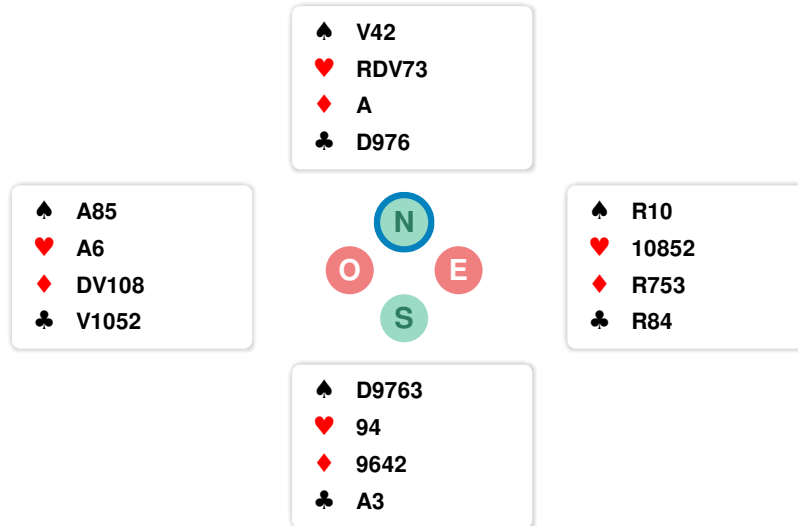 ♠ V42
♥ RDV73
♦ A
♣ D976
♠ A85
♥ A6
♦ DV108
♣ V1052
N
O E
S
♠ R10
♥ 10852
♦ R753
♣ R84
♠ D9763
♥ 94
♦ 9642
♣ A3